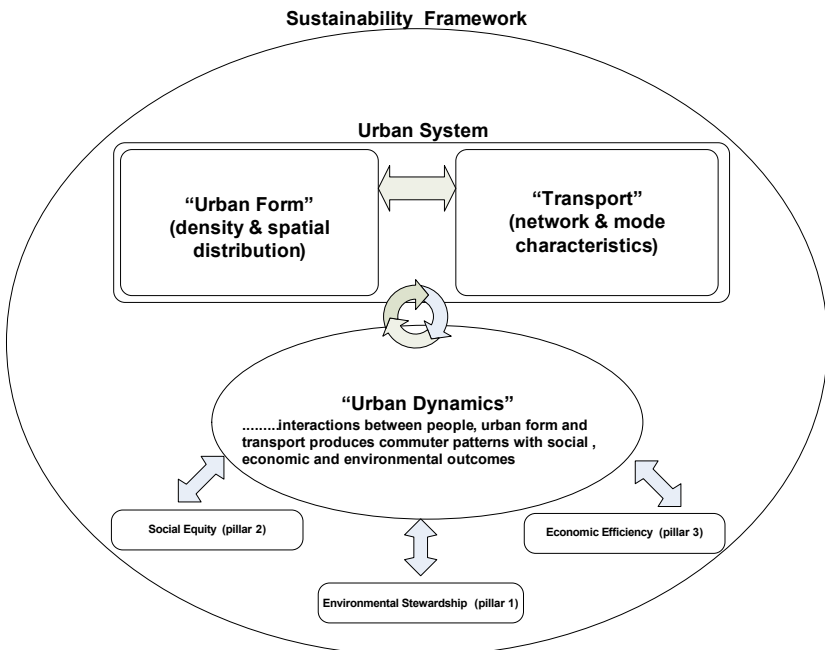 Sustainability Framework
Urban System
“Urban Form”
(density & spatial
distribution)
“Transport”
(network & mode
characteristics)
“Urban Dynamics”
.........interactions between people, urban form and
transport produces commuter patterns with social ,
economic and environmental outcomes
Social Equity (pillar 2)
Economic Efficiency (pillar 3)
Environmental Stewardship (pillar 1)